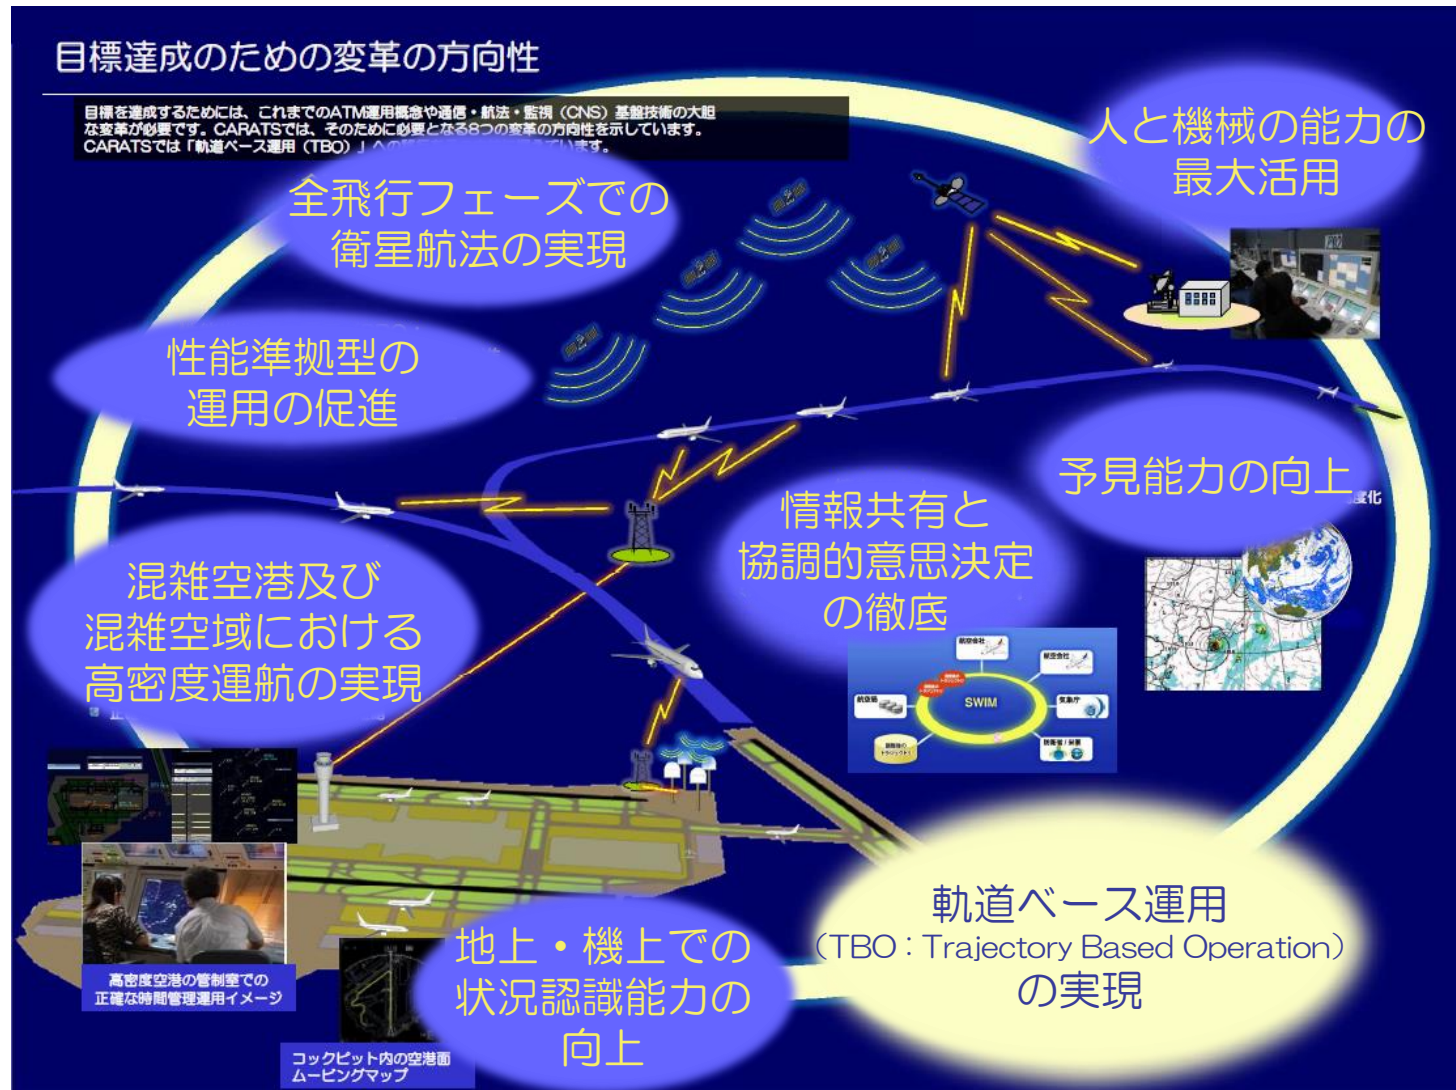 目標達成のための変革の方向性
目標を達成するためには、これまでのATM運用概念や通信・航法・監視（CNS）基盤技術の大胆
な変革が必要です。CARATSでは、そのために必要となる8つの変革の方向性を示しています。
CARATSでは「軌道ベース運用（TBO）」への
います。
人と機械の能力の
最大活用
全飛行フェーズでの
衛星航法の実現
性能準拠型の
運用の促進
予見能力の向上
度化
情報共有と
協調的意思決定
の徹底
混雑空港及び
混雑空域における
高密度運航の実現
航空会社
航空会社
航空局
SWIM
気象庁
軌道ベース運用
（TBO：Trajectory Based Operation）
の実現
地上・機上での
状況認識能力の
向上
高密度空港の管制室での
正確な時間管理運用イメージ
コックピット内の空港面
ムービングマップ